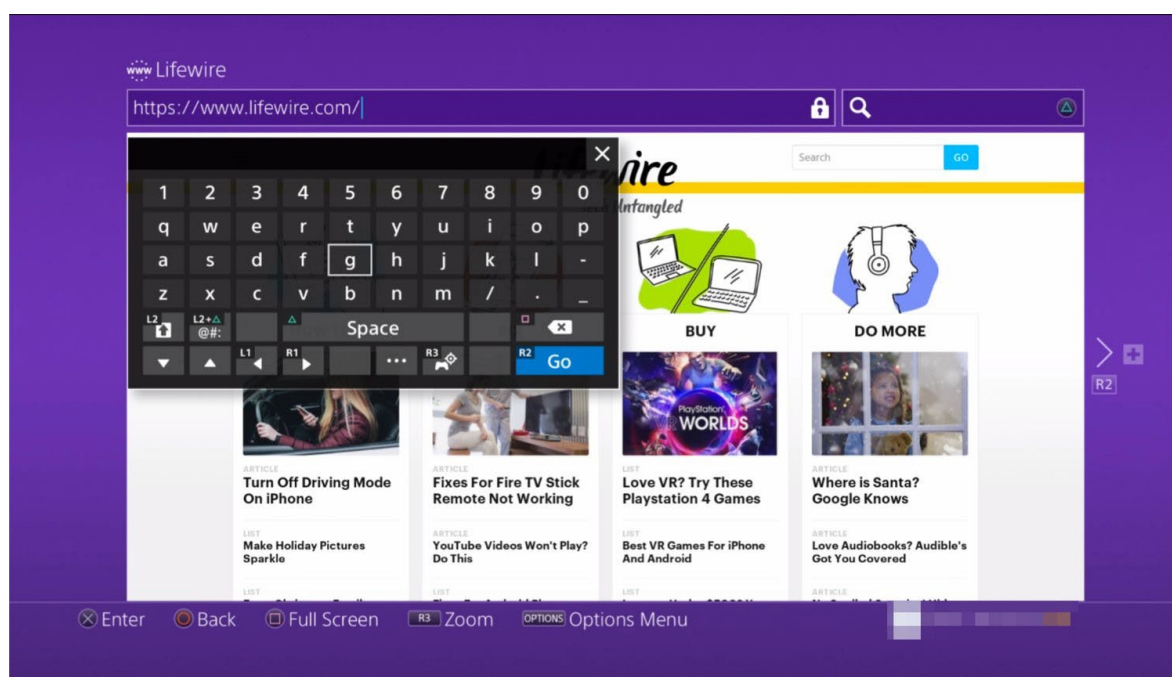 www Lifewire
https://www.lifewire.com/
Search GO
Untangled
1 2 3 4 5 6 7 8 9 0
q w e r t y u i o p
a s d f g h j k l -
z x c v b n m / . _
L2 L2+△ @#: △ Space □
L1 R1 ... R3 R2 Go
BUY
DO MORE
R2
PlayStation
VR WORLDS
ARTICLE
Turn Off Driving Mode
On iPhone
LIST
Make Holiday Pictures
Sparkle
LIST
ARTICLE
Fixes For Fire TV Stick
Remote Not Working
ARTICLE
YouTube Videos Won't Play?
Do This
LIST
Love VR? Try These
Playstation 4 Games
LIST
Best VR Games For iPhone
And Android
LIST
ARTICLE
Where is Santa?
Google Knows
ARTICLE
Love Audiobooks? Audible's
Got You Covered
ARTICLE
Enter Back Full Screen R3 Zoom OPTIONS Options Menu